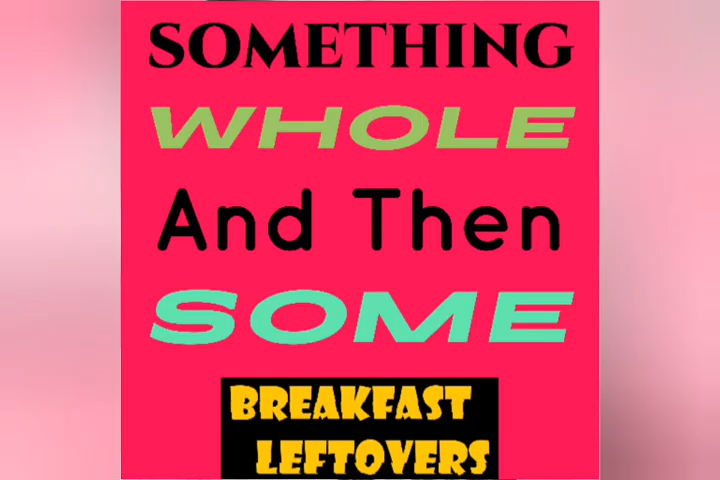 SOMETHING
WHOLE
And Then
SOME
BREAKFAST
LEFTOVERS